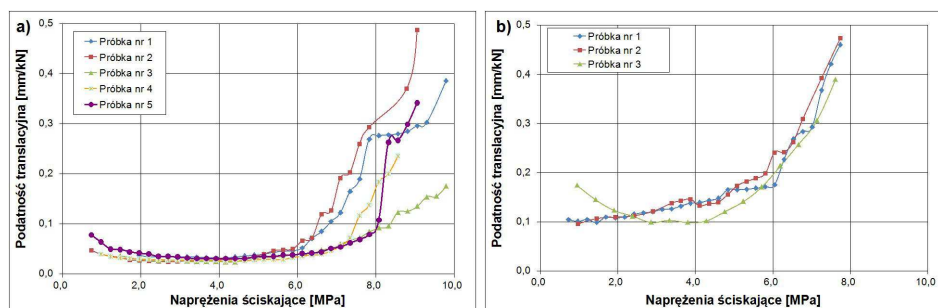 a)
Podatność translacyjna [mm/kN]
0,5
0,4
0,3
0,2
0,1
0,0
Próbka nr 1
Próbka nr 2
Próbka nr 3
Próbka nr 4
Próbka nr 5
0,0 2,0 4,0 6,0 8,0 10,0
Naprężenia ściskające [MPa]
b)
Podatność translacyjna [mm/kN]
0,5
0,4
0,3
0,2
0,1
0,0
Próbka nr 1
Próbka nr 2
Próbka nr 3
0,0 2,0 4,0 6,0 8,0 10,0
Naprężenia ściskające [MPa]